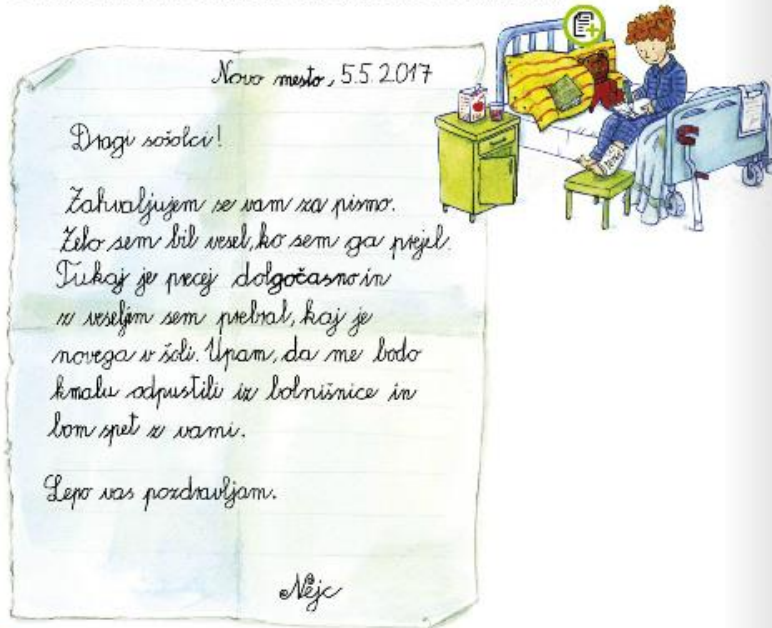 Novo mesto, 5.5.2017
Dragi sošolci!
Zahvaljujem se vam za pismo.
Zelo sem bil vesel, ko sem ga prejel.
Tukaj je precej dolgočasno in
z veseljem sem prebral, kaj je
novega v šoli. Upam, da me bodo
kmalu odpustili iz bolnišnice in
bom spet z vami.
Lepo vas pozdravljam.
Nejc